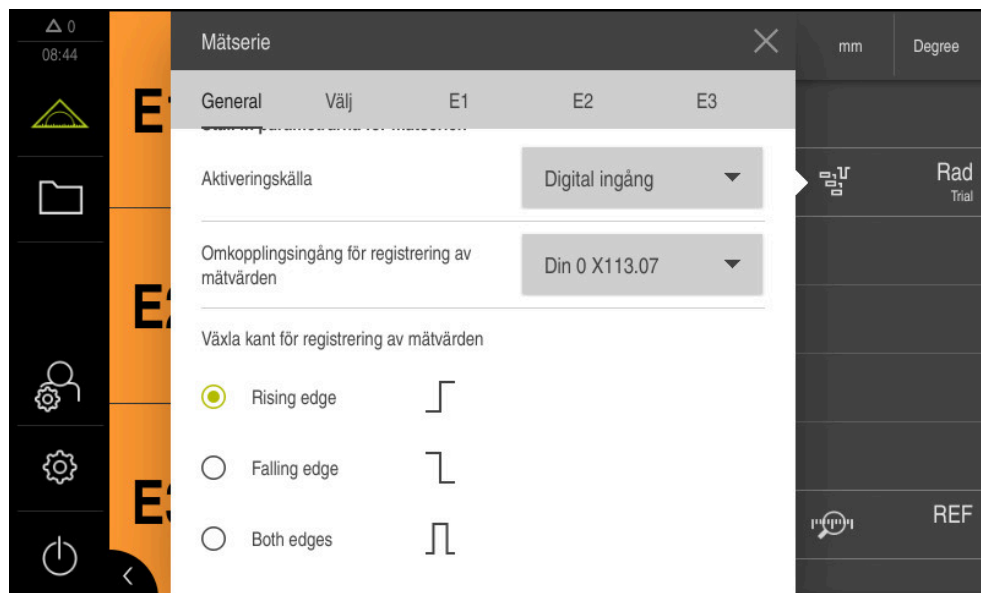 0
08:44
Mätserie
mm
Degree
General Välj E1 E2 E3
Aktiveringskälla
Digital ingång
Rad
Trial
Omkopplingsingång för registrering av
mätvärden
Din 0 X113.07
Växla kant för registrering av mätvärden
Rising edge
Falling edge
Both edges
REF